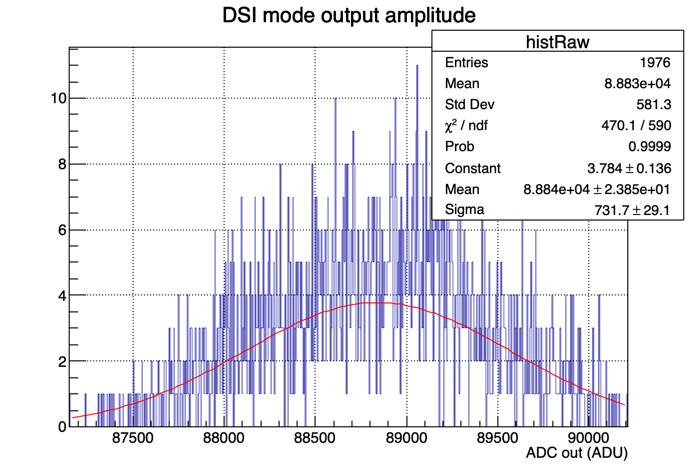 DSI mode output amplitude
histRaw
Entries 1976
Mean 8.883e+04
Std Dev 581.3
χ² / ndf 470.1 / 590
Prob 0.9999
Constant 3.784 ± 0.136
Mean 8.884e+04 ± 2.385e+01
Sigma 731.7 ± 29.1
10
8
6
4
2
0
87500 88000 88500 89000 89500 90000
ADC out (ADU)